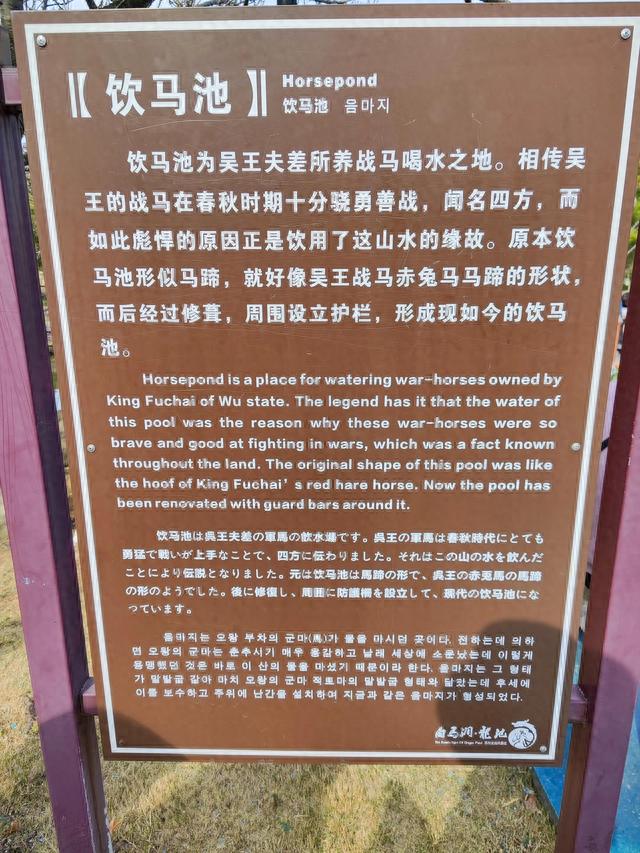 【饮马池】
Horsepond
饮马池 음마지
饮马池为吴王夫差所养战马喝水之地。相传吴
王的战马在春秋时期十分骁勇善战，闻名四方，而
如此彪悍的原因正是饮用了这山水的缘故。原本饮
马池形似马蹄，就好像吴王战马赤兔马马蹄的形状，
而后经过修葺，周围设立护栏，形成现如今的饮马
池。
Horsepond is a place for watering war-horses owned by
King Fuchai of Wu state. The legend has it that the water of
this pool was the reason why these war-horses were so
brave and good at fighting in wars, which was a fact known
throughout the land. The original shape of this pool was like
the hoof of King Fuchai's red hare horse. Now the pool has
been renovated with guard bars around it.
饮马池は呉王夫差の軍馬の飲水場です。呉王の軍馬は春秋時代にとても
勇猛で戦いが上手なことで、四方に伝わりました。それはこの山の水を飲んだ
ことにより伝説となりました。元は饮马池は馬蹄の形で、呉王の赤兎馬の馬蹄
の形のようでした。後に修復し、周囲に防護柵を設立して、現代の饮马池にな
っています。
음마지는 오왕 부차의 군마(馬)가 물을 마시던 곳이다. 전하는데 의하
면 오왕의 군마는 춘추시기 매우 용감하고 날래 세상에 소문났는데 이렇게
용맹했던 것은 바로 이 산의 물을 마셨기 때문이라 한다. 음마지는 그 형태
가 말발굽 같아 마치 오왕의 군마 적토마의 말발굽 형태와 닮았는데 후세에
이를 보수하고 주위에 난간을 설치하여 지금과 같은 음마지가 형성되었다.
白马涧·龙池